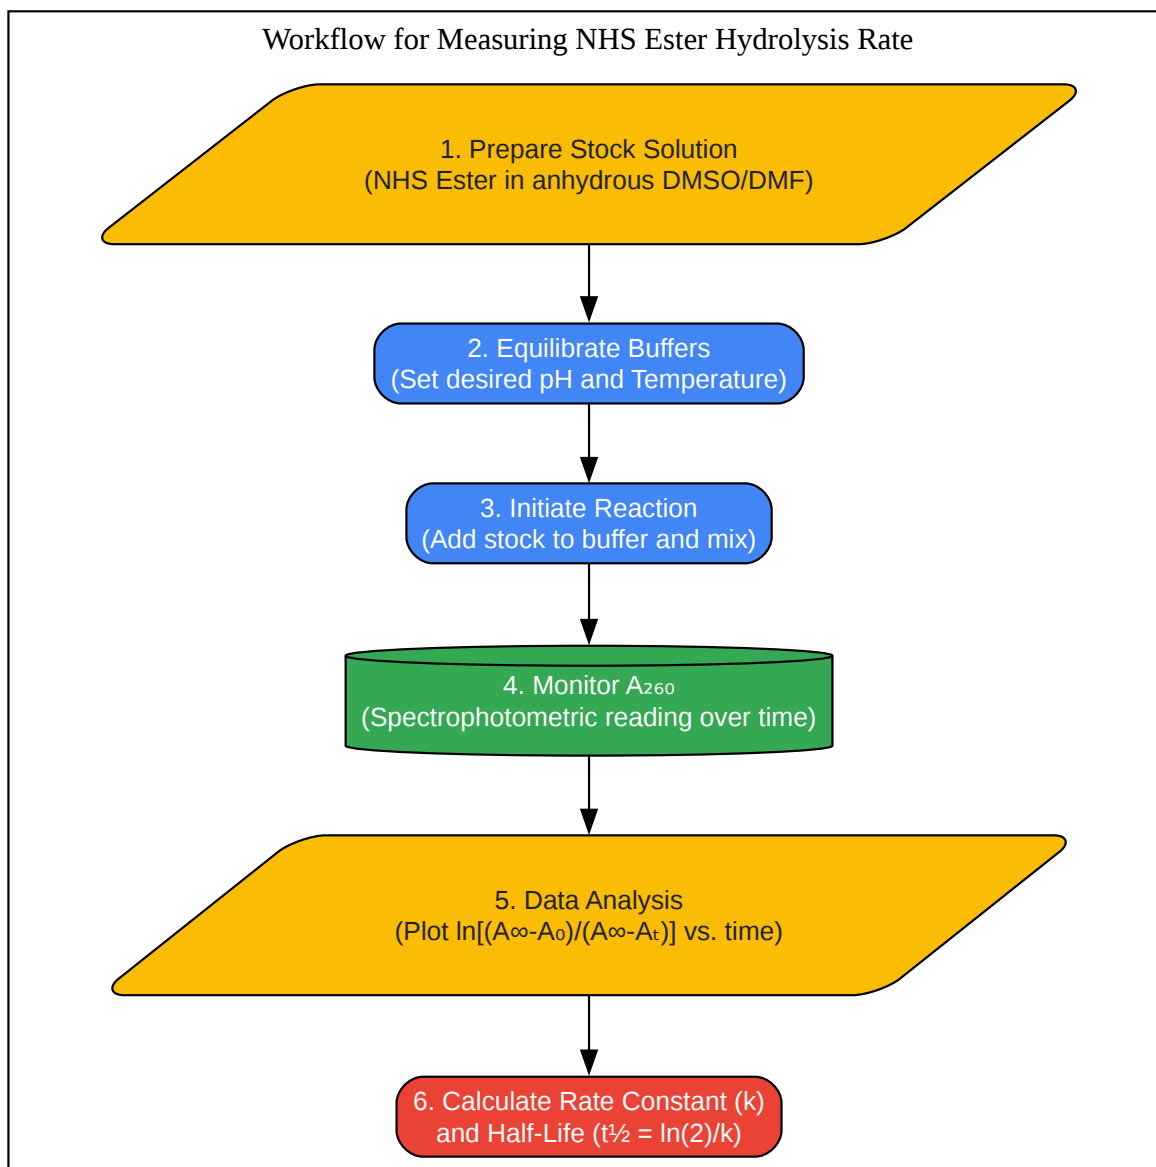 Workflow for Measuring NHS Ester Hydrolysis Rate
1. Prepare Stock Solution
(NHS Ester in anhydrous DMSO/DMF)
2. Equilibrate Buffers
(Set desired pH and Temperature)
3. Initiate Reaction
(Add stock to buffer and mix)
4. Monitor A₂₆₀
(Spectrophotometric reading over time)
5. Data Analysis
(Plot ln[(A∞-A₀)/(A∞-Aₜ)] vs. time)
6. Calculate Rate Constant (k)
and Half-Life (t½ = ln(2)/k)